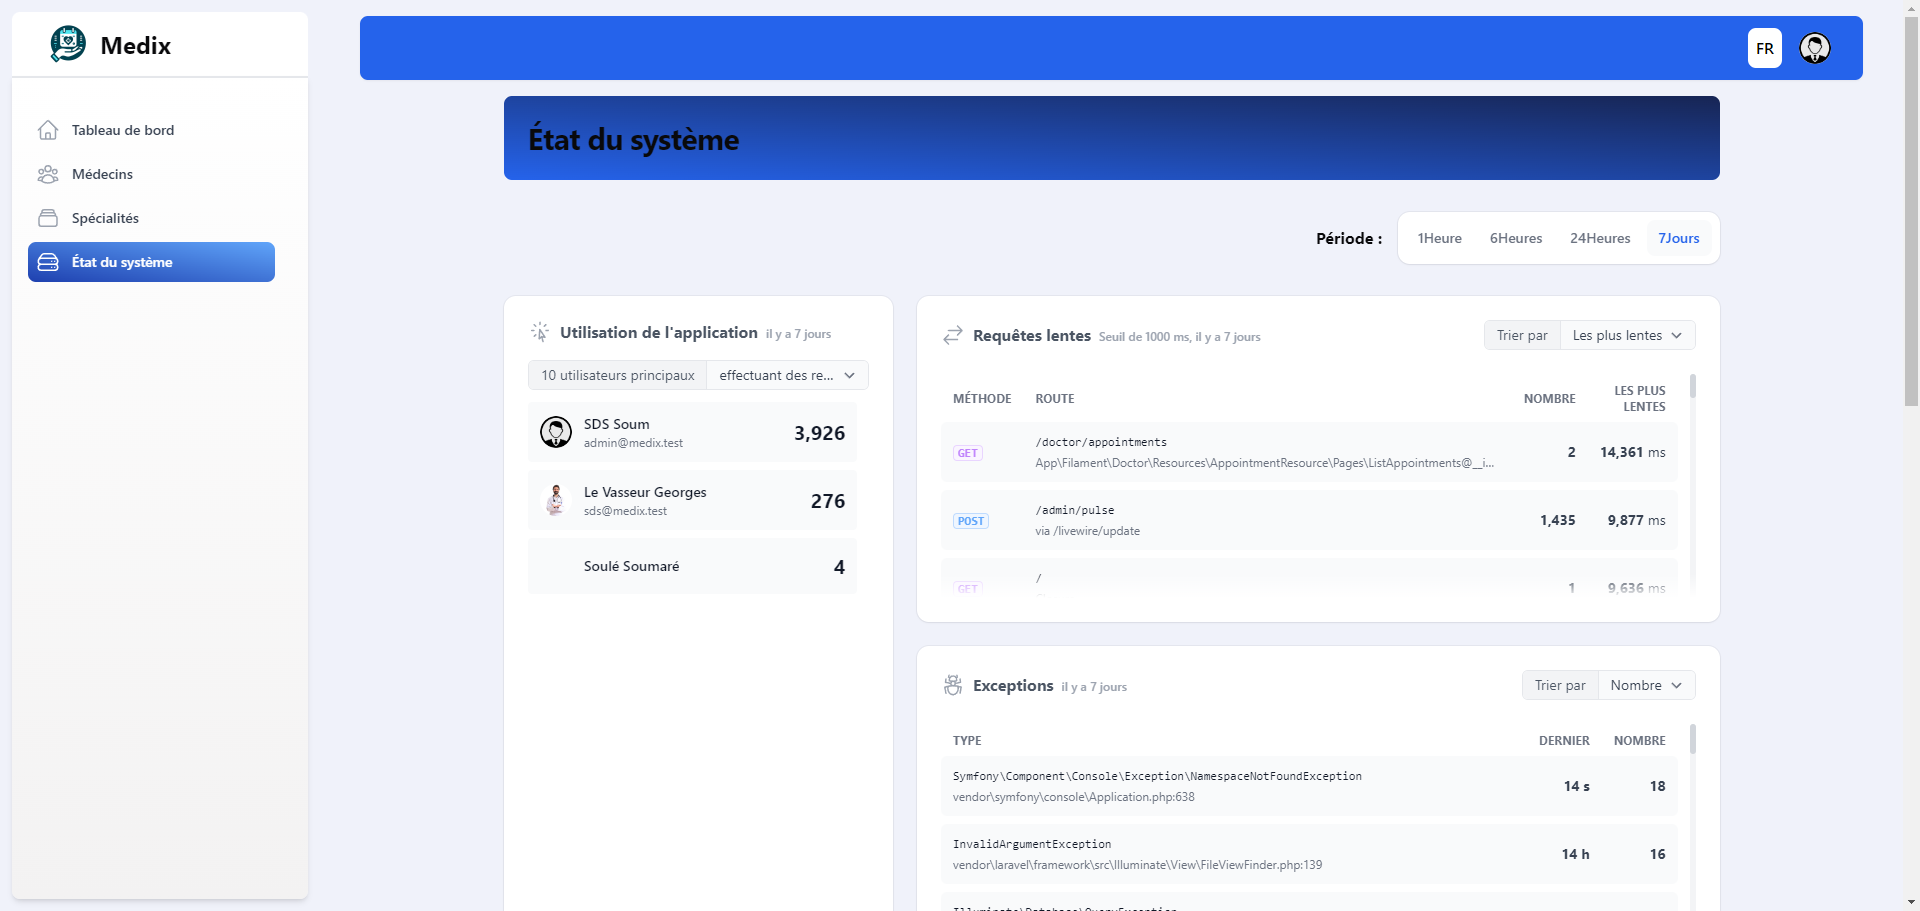 Medix
FR
Tableau de bord
Médecins
Spécialités
État du système
État du système
Période :
1Heure
6Heures
24Heures
7Jours
Utilisation de l'application il y a 7 jours
10 utilisateurs principaux
effectuant des re...
SDS Soum
admin@medix.test
3,926
Le Vasseur Georges
sds@medix.test
276
Soulé Soumaré
4
Requêtes lentes Seuil de 1000 ms, il y a 7 jours
Trier par
Les plus lentes
MÉTHODE
ROUTE
NOMBRE
LES PLUS
LENTES
GET
/doctor/appointments
App\Filament\Doctor\Resources\AppointmentResource\Pages\ListAppointments@__i...
2
14,361 ms
POST
/admin/pulse
via /livewire/update
1,435
9,877 ms
GET
/
1
9,636 ms
Exceptions il y a 7 jours
Trier par
Nombre
TYPE
DERNIER
NOMBRE
Symfony\Component\Console\Exception\NamespaceNotFoundException
vendor\symfony\console\Application.php:638
14 s
18
InvalidArgumentException
vendor\laravel\framework\src\Illuminate\View\FileViewFinder.php:139
14 h
16
Illuminate\Database\QueryException